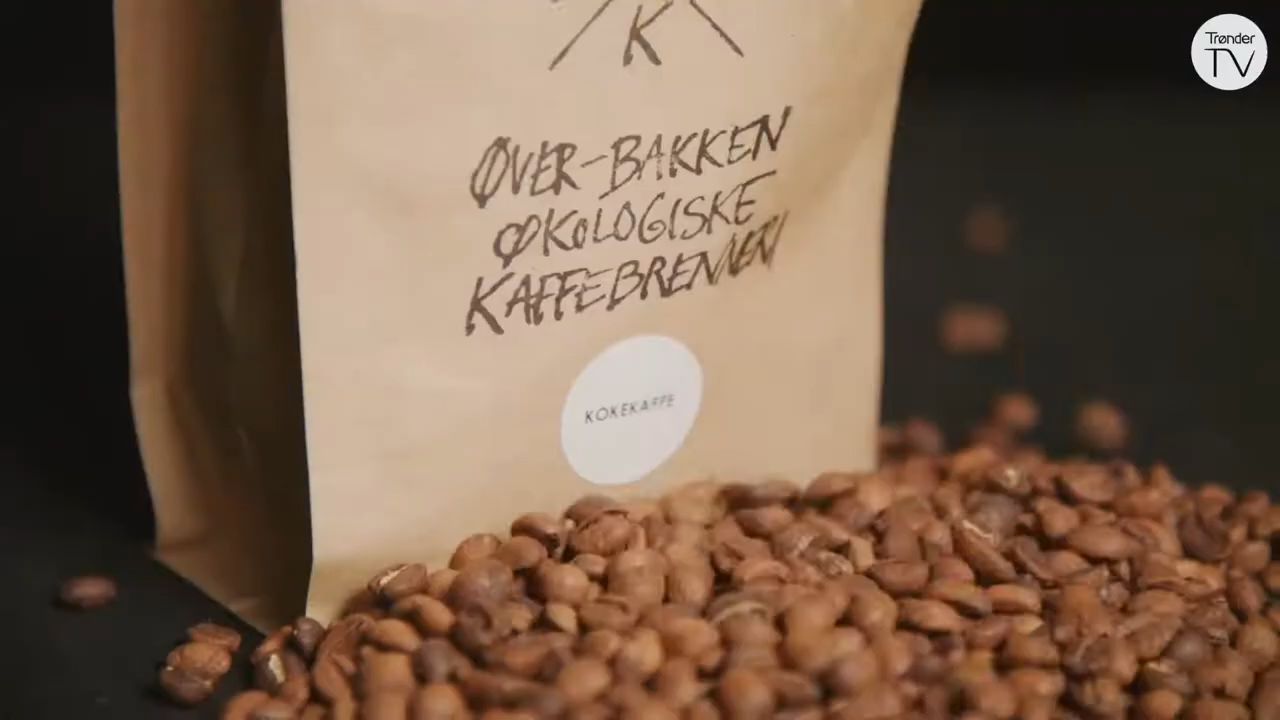 Trønder
TV
K
ØVER-BAKKEN
ØKOLOGISKE
KAFFEBRENNERI
KOKEKAFFE